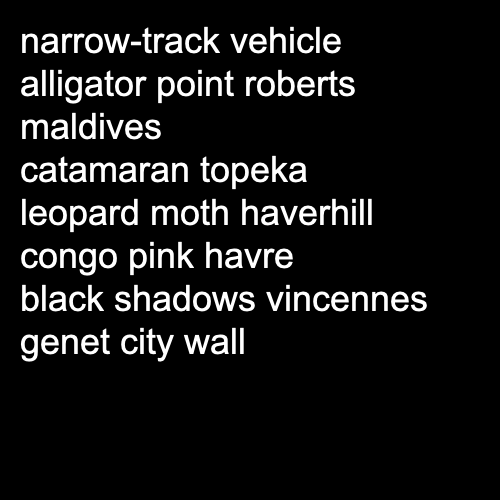 narrow-track vehicle
alligator point roberts
maldives
catamaran topeka
leopard moth haverhill
congo pink havre
black shadows vincennes
genet city wall